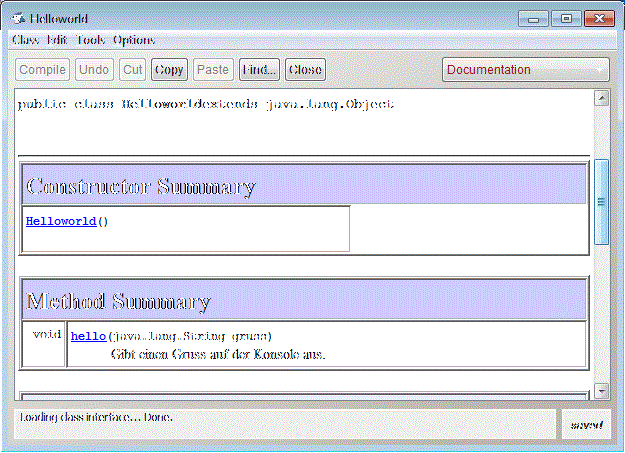 Helloworld
Class Edit Tools Options
Compile Undo Cut Copy Paste Find... Close Documentation
public class Helloworldextends java.lang.Object
Constructor Summary
Helloworld()
Method Summary
void hello(java.lang.String gruss)
Gibt einen Gruss auf der Konsole aus.
Loading class interface... Done.
saved